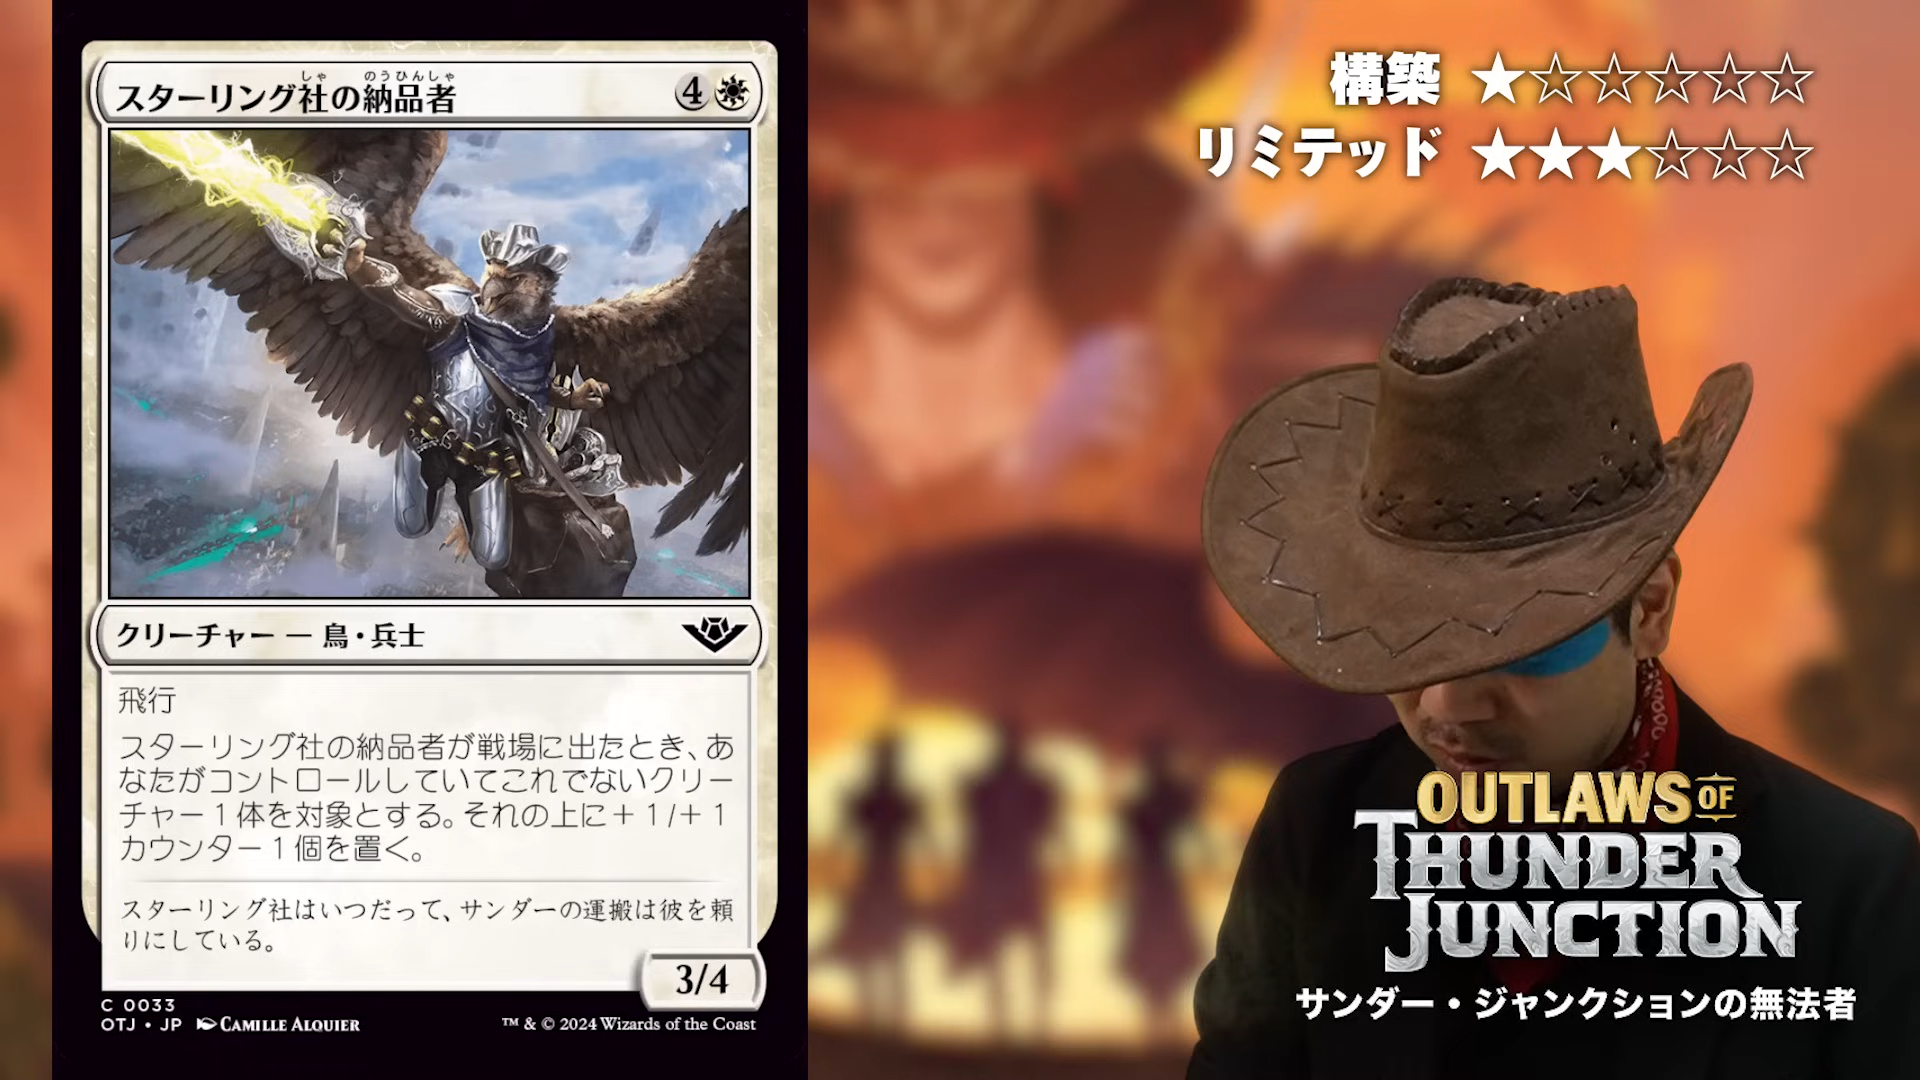 スターリング社の納品者
しゃ のうひんしゃ
4
クリーチャー — 鳥・兵士
飛行
スターリング社の納品者が戦場に出たとき、あ
なたがコントロールしていてこれでないクリー
チャー1体を対象とする。それの上に+1/+1
カウンター1個を置く。
スターリング社はいつだって、サンダーの運搬は彼を頼
りにしている。
3/4
C 0033
OTJ • JP CAMILLE ALQUIER
™ & © 2024 Wizards of the Coast
構築 ★☆☆☆☆☆
リミテッド ★★★☆☆☆
OUTLAWS OF
THUNDER
JUNCTION
サンダー・ジャンクションの無法者